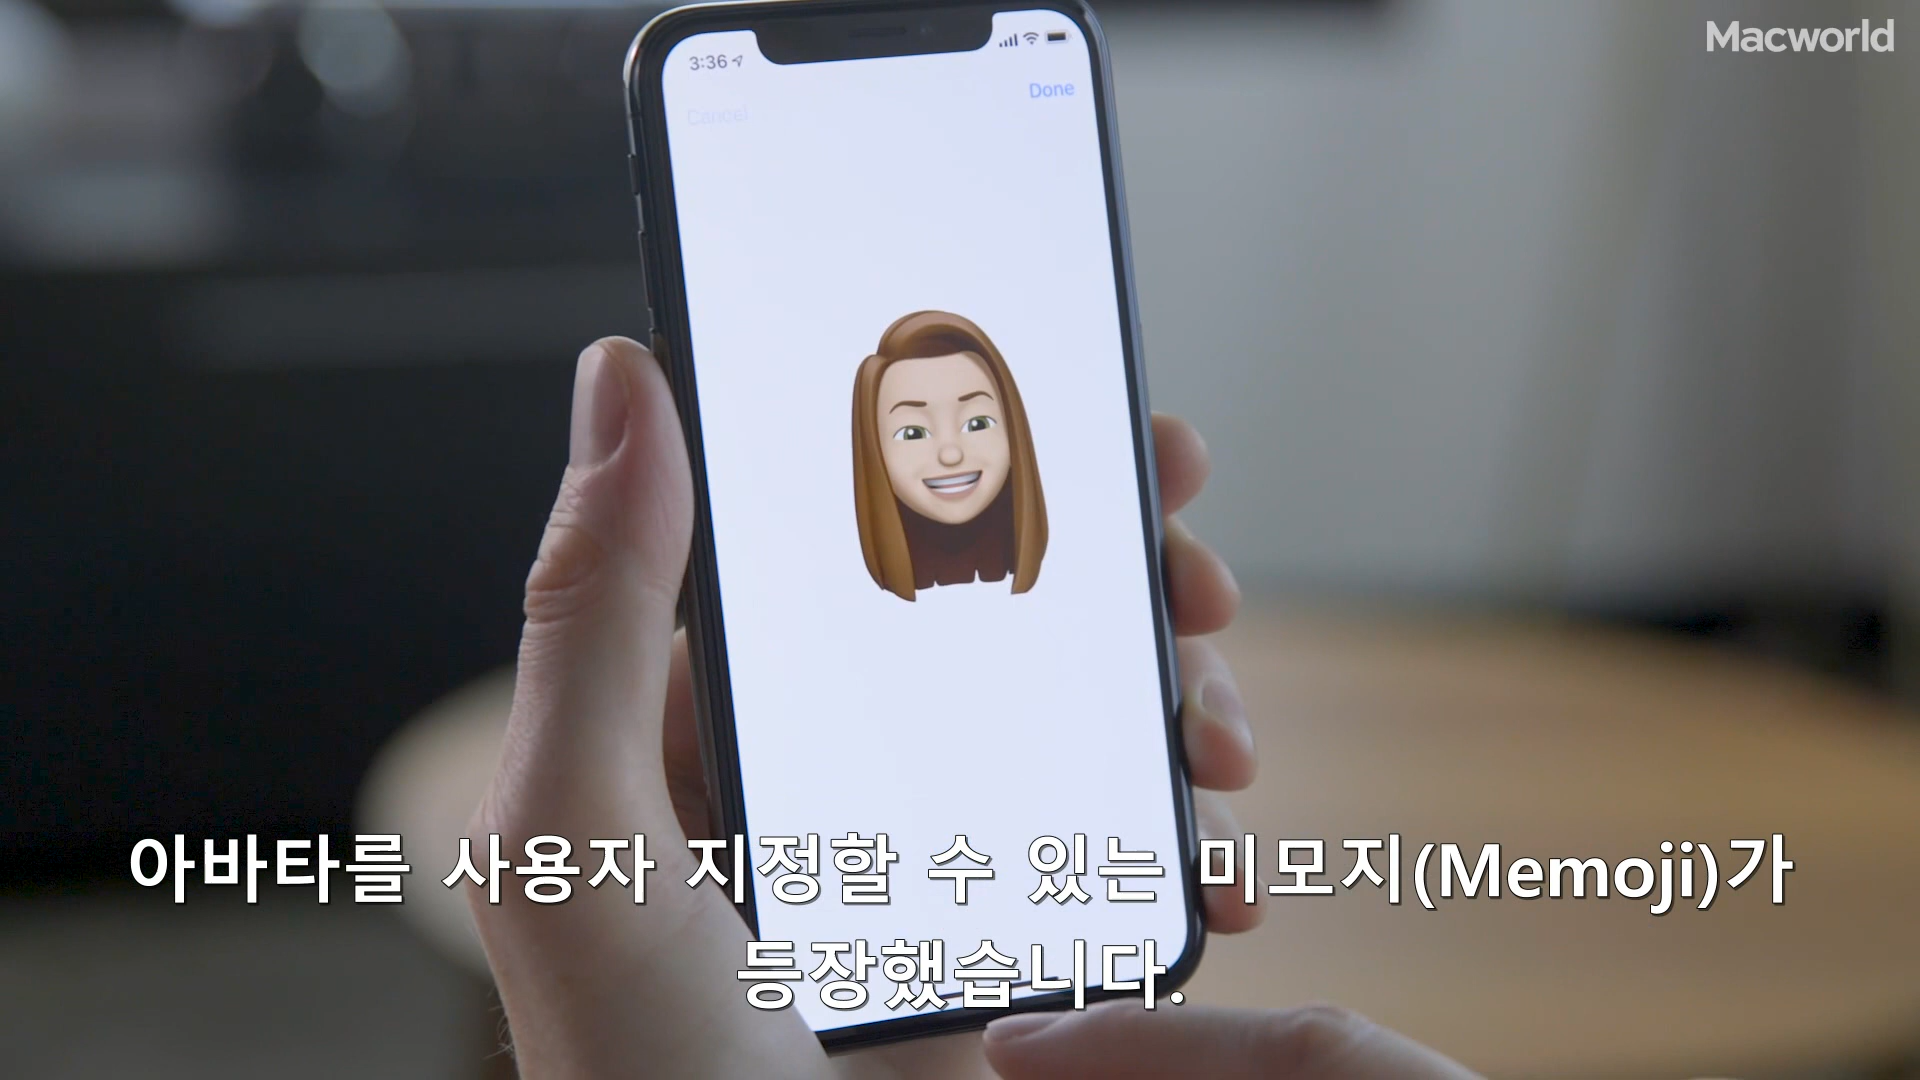 Macworld
3:36
Done
Cancel
아바타를 사용자 지정할 수 있는 미모지(Memoji)가
등장했습니다.